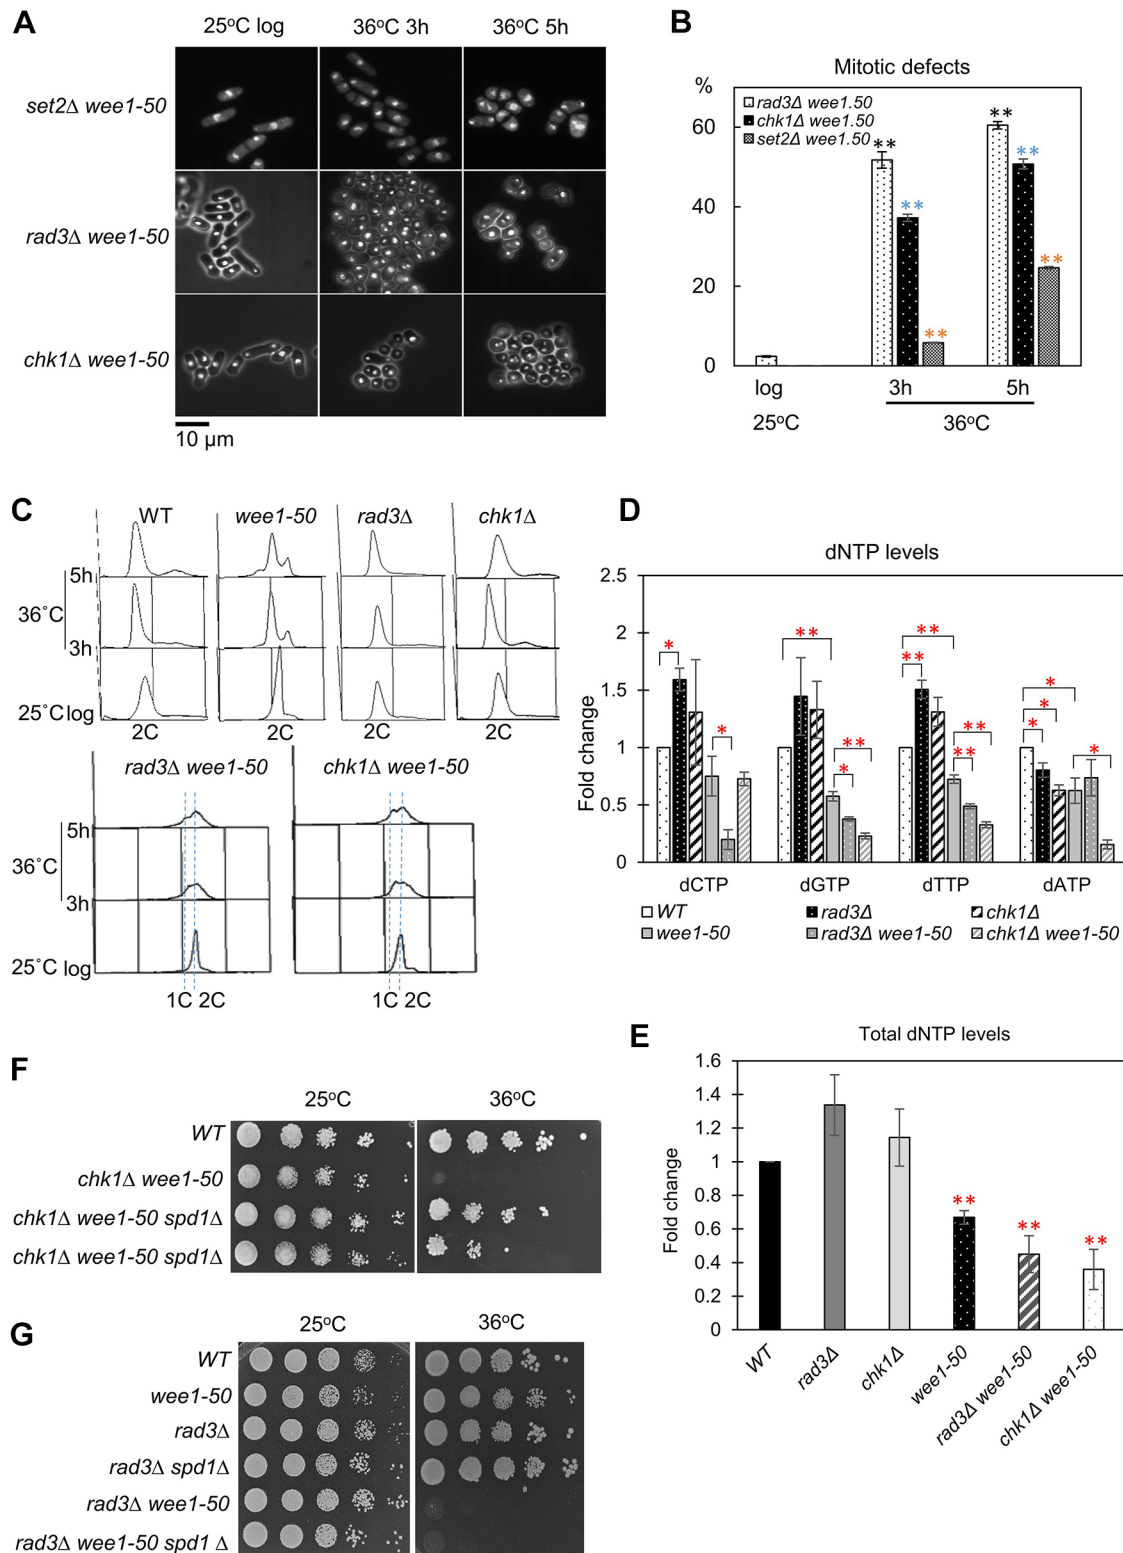 A
25°C log
36°C 3h
36°C 5h
set2Δ wee1-50
rad3Δ wee1-50
chk1Δ wee1-50
10 µm
B
Mitotic defects
%
rad3Δ wee1.50
chk1Δ wee1.50
set2Δ wee1.50
60
40
20
0
** ** ** ** ** **
log
3h
5h
25°C
36°C
C
WT
wee1-50
rad3Δ
chk1Δ
5h
36°C
3h
25°C log
2C 2C 2C 2C
rad3Δ wee1-50
chk1Δ wee1-50
5h
36°C
3h
25°C log
1C 2C
1C 2C
D
dNTP levels
Fold change
2.5
2
1.5
1
0.5
0
* * ** * ** ** ** ** ** * * * *
dCTP
dGTP
dTTP
dATP
WT
rad3Δ
chk1Δ
wee1-50
rad3Δ wee1-50
chk1Δ wee1-50
E
Total dNTP levels
Fold change
1.6
1.4
1.2
1
0.8
0.6
0.4
0.2
0
** ** **
WT
rad3Δ
chk1Δ
wee1-50
rad3Δ wee1-50
chk1Δ wee1-50
F
25°C
36°C
WT
chk1Δ wee1-50
chk1Δ wee1-50 spd1Δ
chk1Δ wee1-50 spd1Δ
G
25°C
36°C
WT
wee1-50
rad3Δ
rad3Δ spd1Δ
rad3Δ wee1-50
rad3Δ wee1-50 spd1 Δ